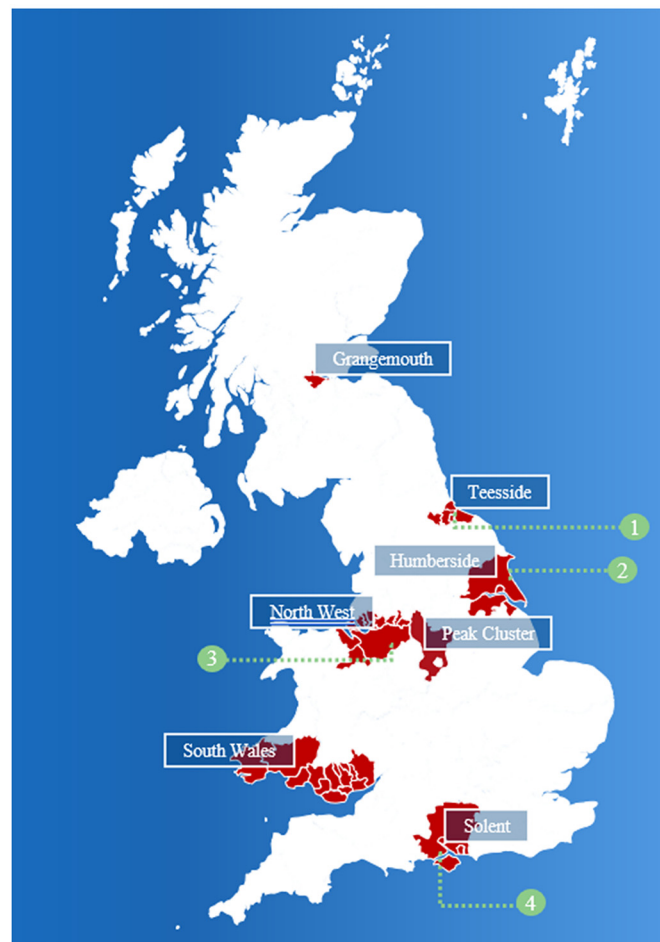 Grangemouth
Teesside
1
Humberside
2
North West
Peak Cluster
3
South Wales
Solent
4